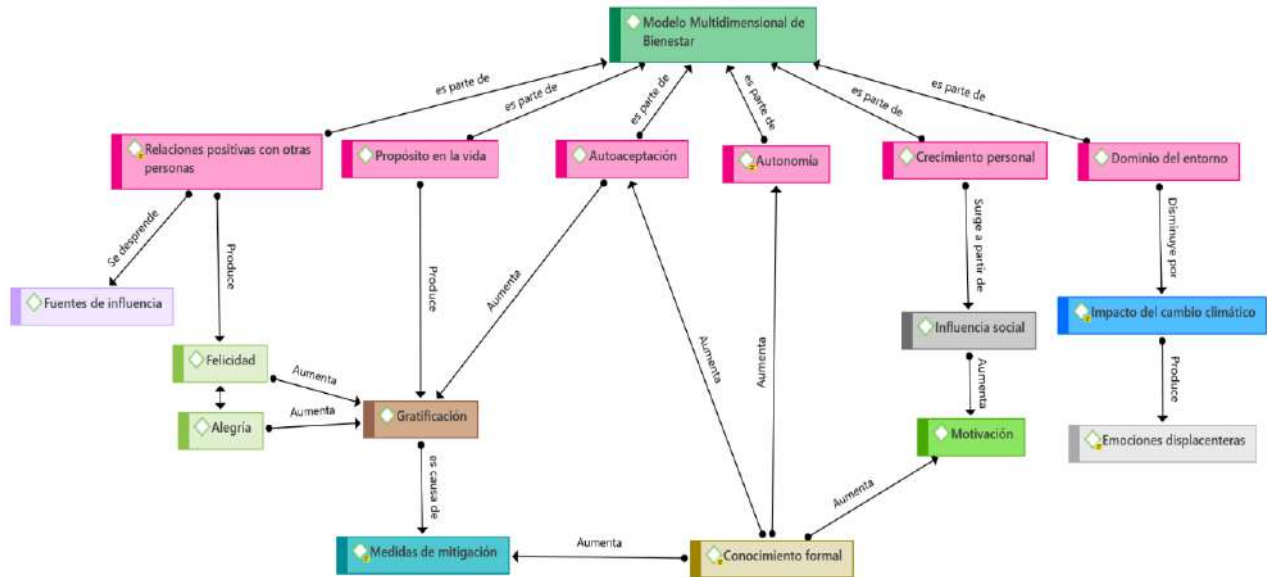 Modelo Multidimensional de
Bienestar
es parte de
es parte de
es parte de
es parte de
es parte de
es parte de
Relaciones positivas con otras
personas
Propósito en la vida
Autoaceptación
Autonomía
Crecimiento personal
Dominio del entorno
Se desprende
Produce
Produce
Aumenta
Aumenta
Aumenta
Surge a partir de
Disminuye por
Fuentes de influencia
Influencia social
Impacto del cambio climático
Felicidad
Aumenta
Aumenta
Produce
Alegría
Aumenta
Gratificación
Motivación
Emociones displacenteras
es causa de
Aumenta
Medidas de mitigación
Aumenta
Conocimiento formal